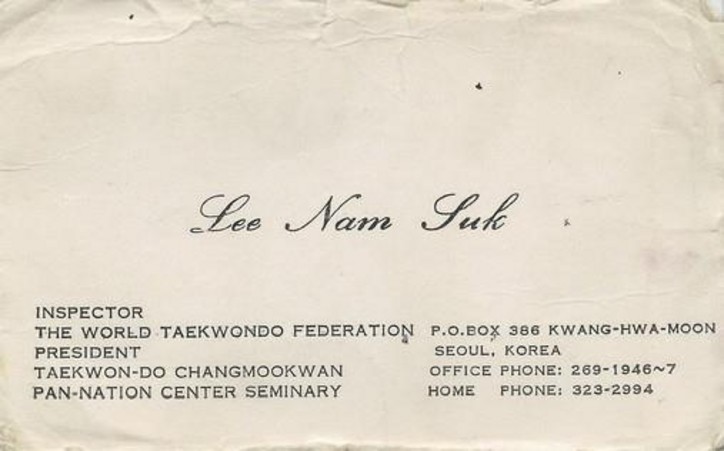 Lee Nam Suk
INSPECTOR
THE WORLD TAEKWONDO FEDERATION
PRESIDENT
TAEKWON-DO CHANGMOOKWAN
PAN-NATION CENTER SEMINARY
P.O.BOX 386 KWANG-HWA-MOON
SEOUL, KOREA
OFFICE PHONE: 269-1946~7
HOME PHONE: 323-2994